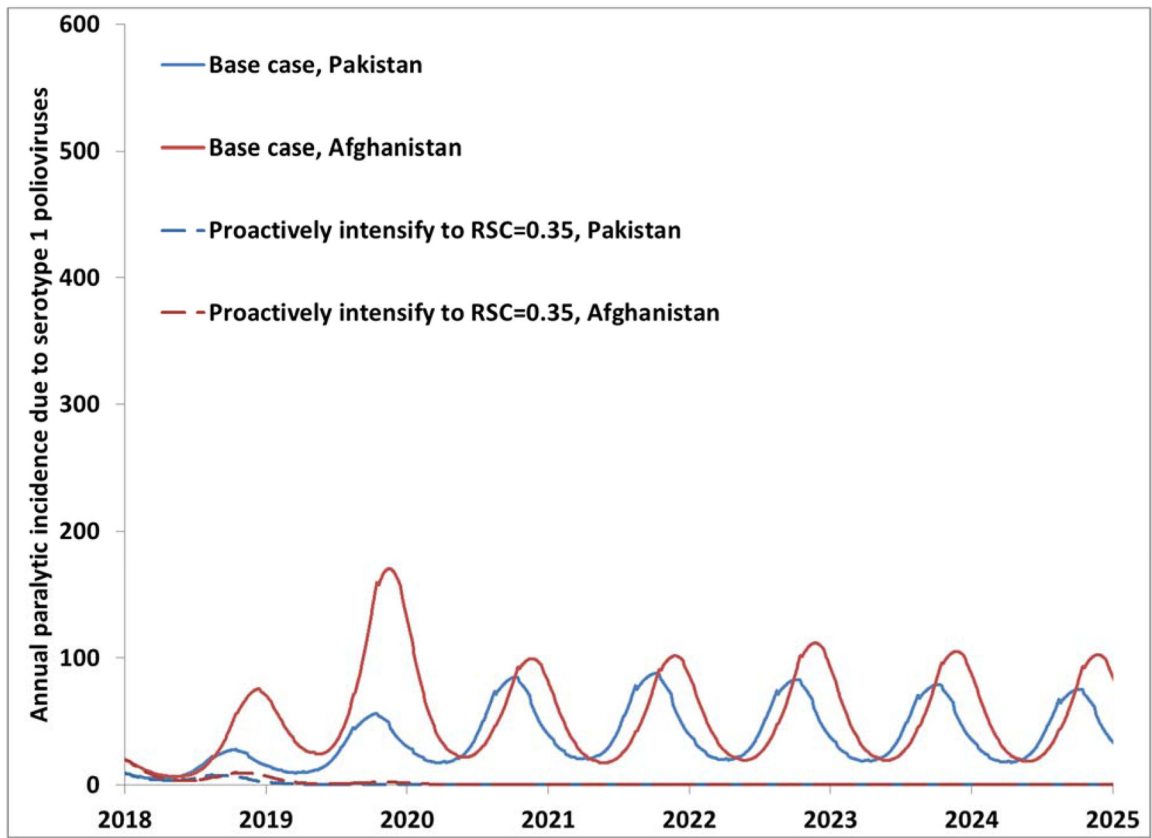 Annual paralytic incidence due to serotype 1 polioviruses
600
500
400
300
200
100
0
Base case, Pakistan
Base case, Afghanistan
Proactively intensify to RSC=0.35, Pakistan
Proactively intensify to RSC=0.35, Afghanistan
2018 2019 2020 2021 2022 2023 2024 2025